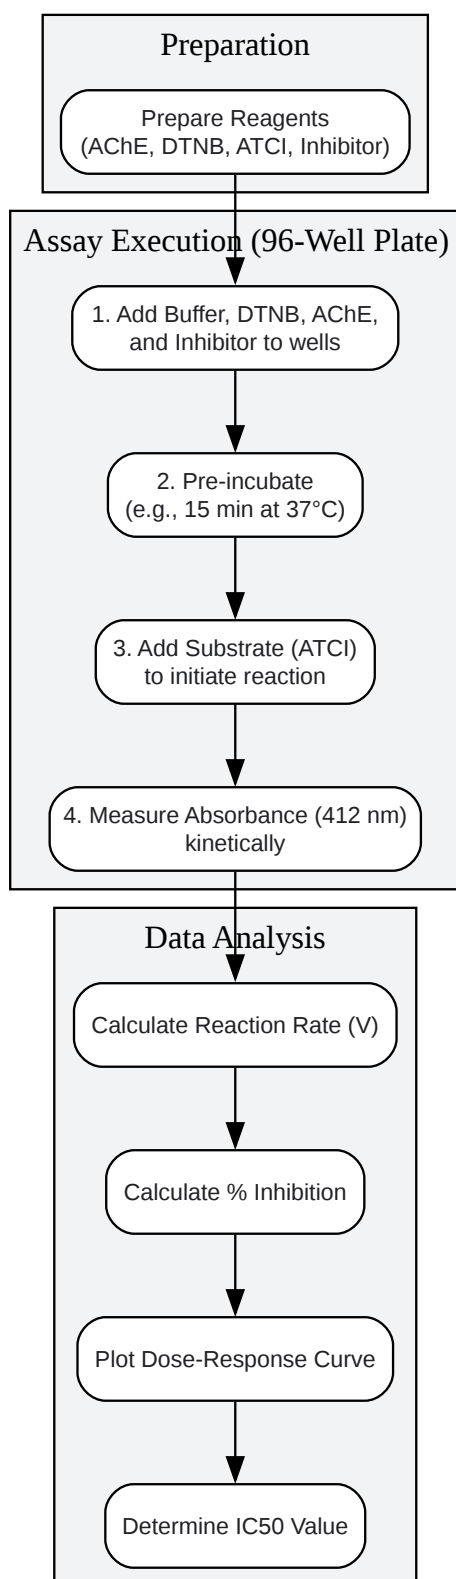 Preparation
Prepare Reagents
(AChE, DTNB, ATCI, Inhibitor)
Assay Execution (96-Well Plate)
1. Add Buffer, DTNB, AChE,
and Inhibitor to wells
2. Pre-incubate
(e.g., 15 min at 37°C)
3. Add Substrate (ATCI)
to initiate reaction
4. Measure Absorbance (412 nm)
kinetically
Data Analysis
Calculate Reaction Rate (V)
Calculate % Inhibition
Plot Dose-Response Curve
Determine IC50 Value